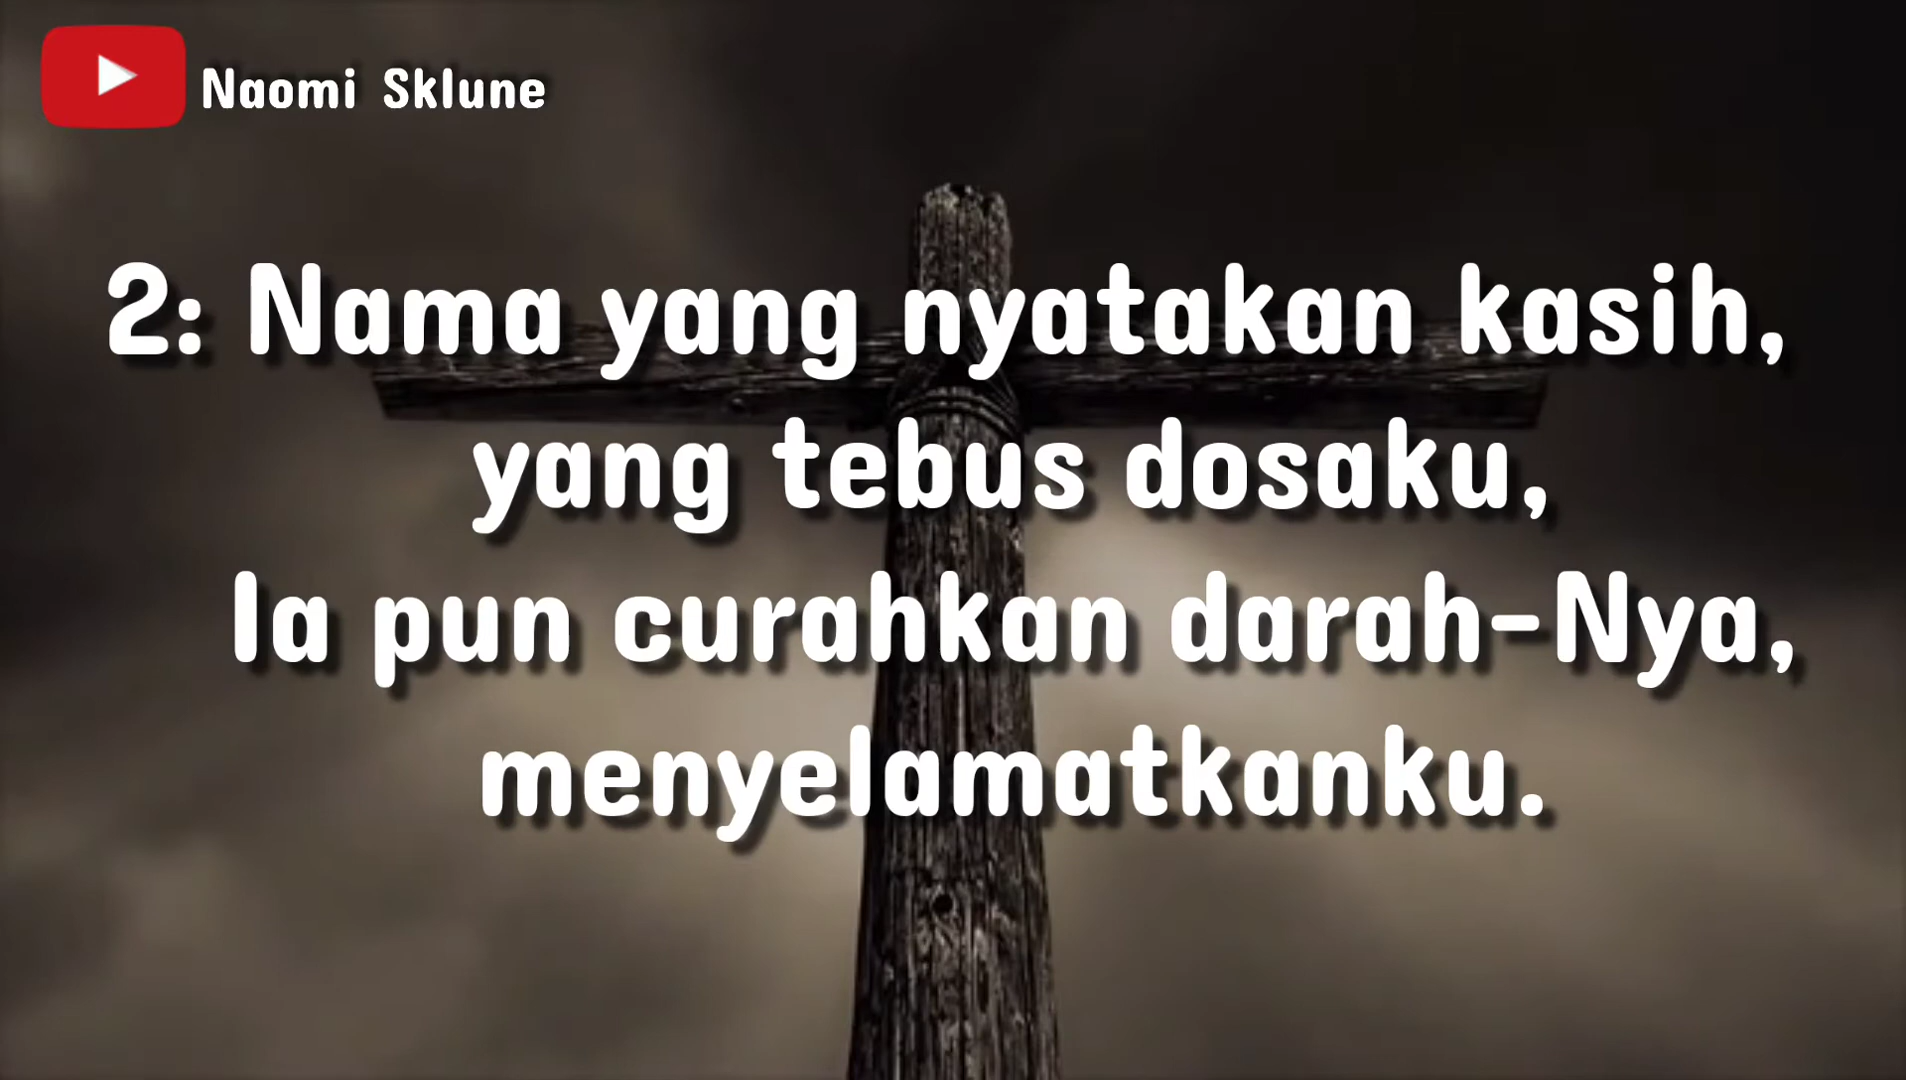 Naomi Sklune
2: Nama yang nyatakan kasih,
yang tebus dosaku,
Ia pun curahkan darah-Nya,
menyelamatkanku.